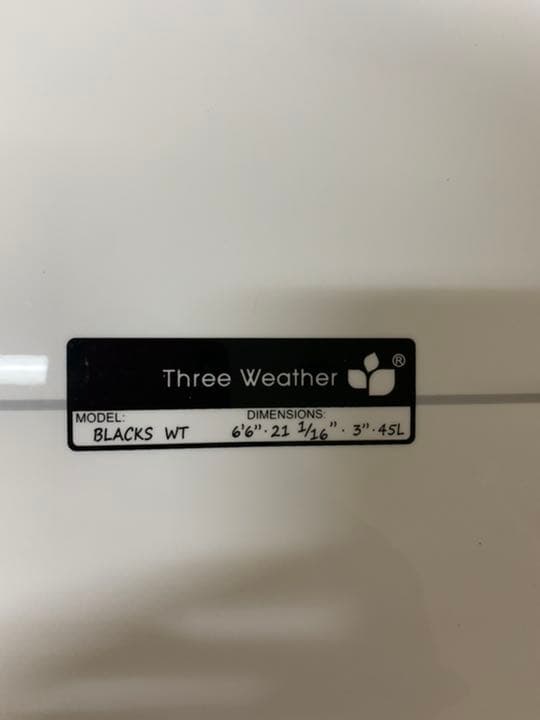 Three Weather ®
MODEL: DIMENSIONS:
BLACKS WT 6'6" · 21 1/16" · 3" · 45L